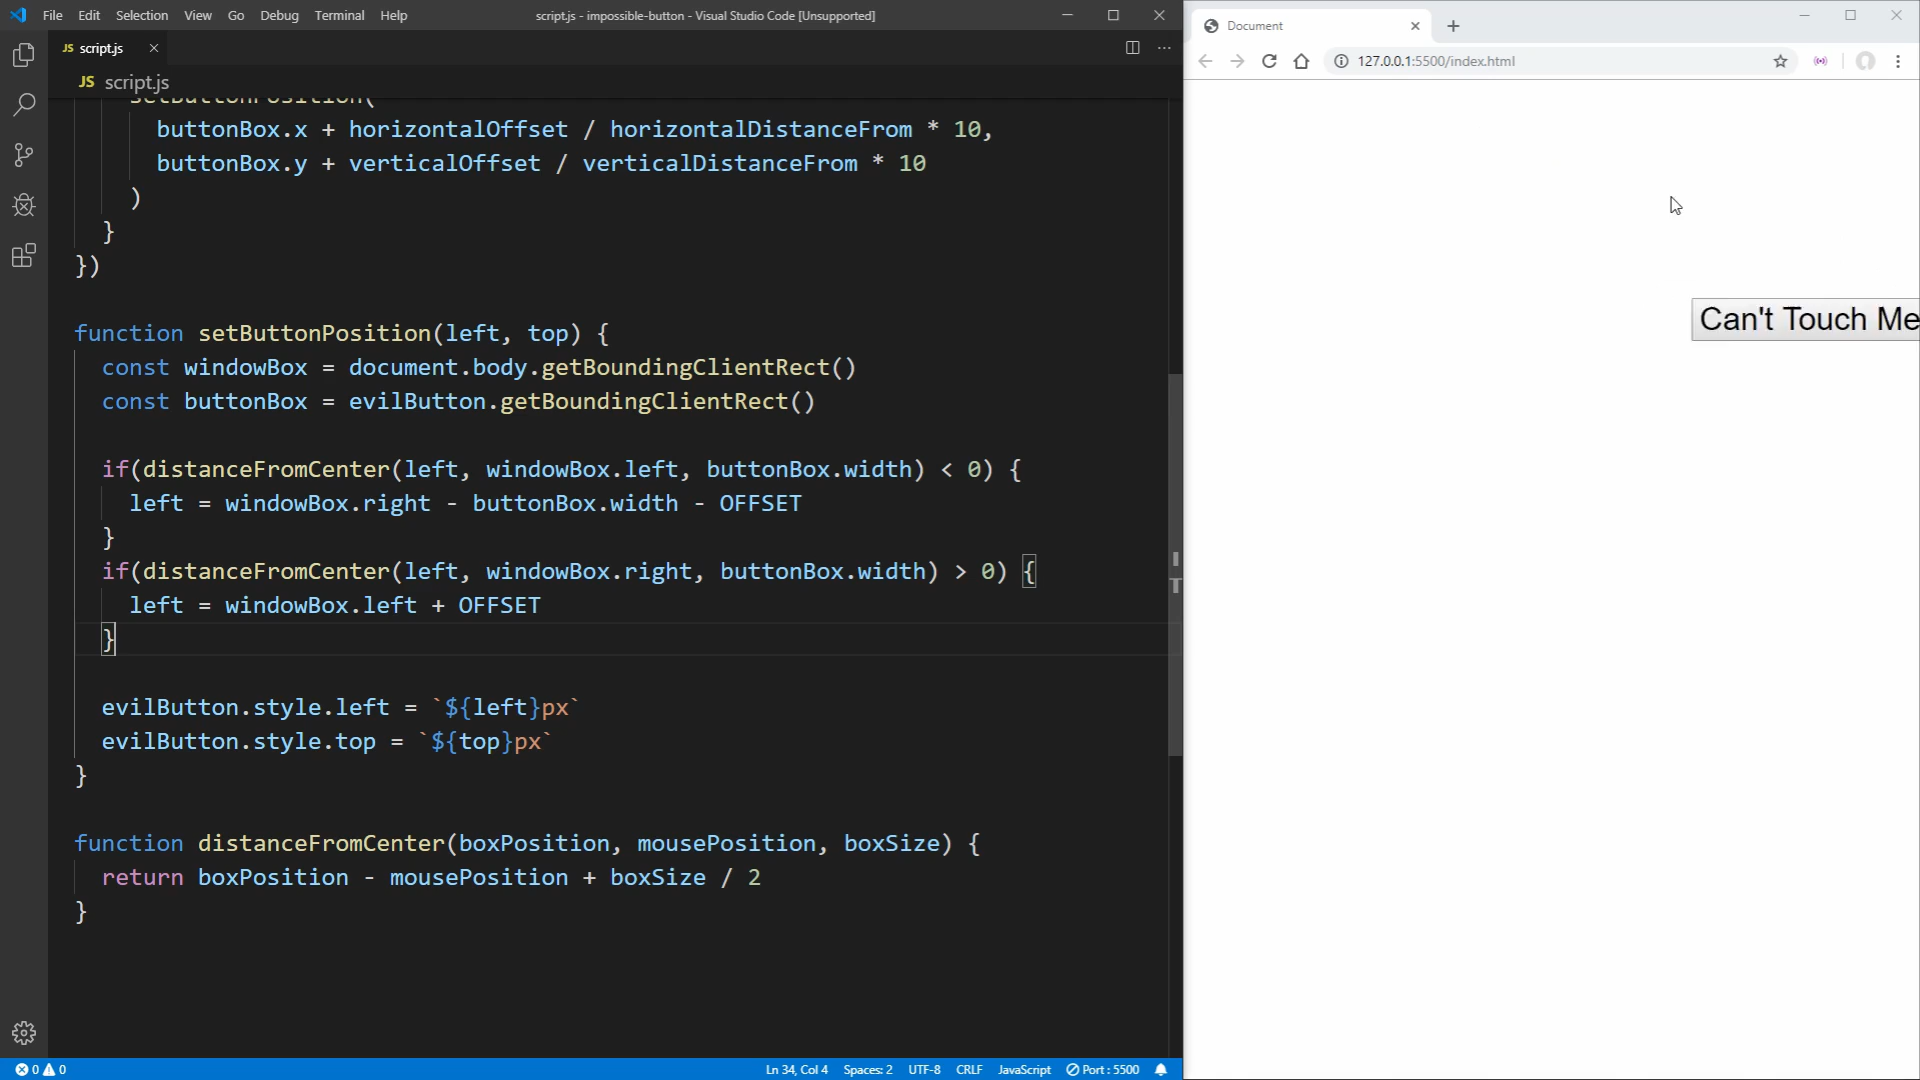 File Edit Selection View Go Debug Terminal Help script.js - impossible-button - Visual Studio Code [Unsupported]
JS script.js
JS script.js
setButtonPosition(
buttonBox.x + horizontalOffset / horizontalDistanceFrom * 10,
buttonBox.y + verticalOffset / verticalDistanceFrom * 10
)
}
})
function setButtonPosition(left, top) {
const windowBox = document.body.getBoundingClientRect()
const buttonBox = evilButton.getBoundingClientRect()
if(distanceFromCenter(left, windowBox.left, buttonBox.width) < 0) {
left = windowBox.right - buttonBox.width - OFFSET
}
if(distanceFromCenter(left, windowBox.right, buttonBox.width) > 0) {
left = windowBox.left + OFFSET
}
evilButton.style.left = `${left}px`
evilButton.style.top = `${top}px`
}
function distanceFromCenter(boxPosition, mousePosition, boxSize) {
return boxPosition - mousePosition + boxSize / 2
}
0 0 Ln 34, Col 4 Spaces: 2 UTF-8 CRLF JavaScript Port : 5500
Document
127.0.0.1:5500/index.html
Can't Touch Me